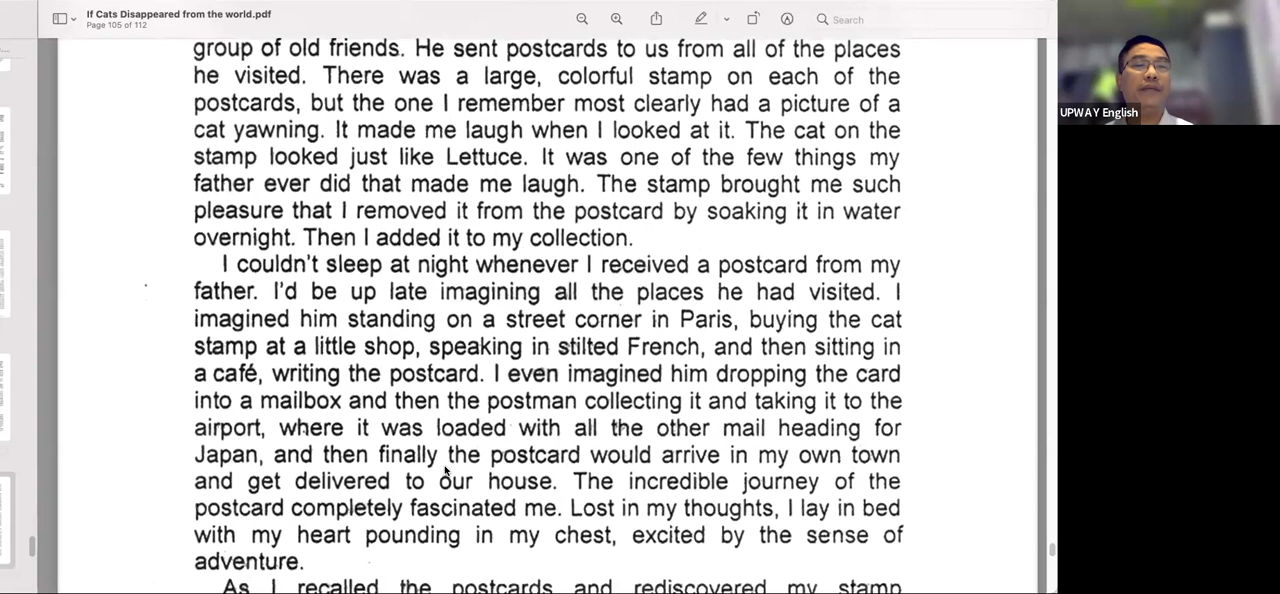 If Cats Disappeared from the world.pdf
Page 105 of 112
Search
group of old friends. He sent postcards to us from all of the places
he visited. There was a large, colorful stamp on each of the
postcards, but the one I remember most clearly had a picture of a
cat yawning. It made me laugh when I looked at it. The cat on the
stamp looked just like Lettuce. It was one of the few things my
father ever did that made me laugh. The stamp brought me such
pleasure that I removed it from the postcard by soaking it in water
overnight. Then I added it to my collection.
I couldn't sleep at night whenever I received a postcard from my
father. I'd be up late imagining all the places he had visited. I
imagined him standing on a street corner in Paris, buying the cat
stamp at a little shop, speaking in stilted French, and then sitting in
a café, writing the postcard. I even imagined him dropping the card
into a mailbox and then the postman collecting it and taking it to the
airport, where it was loaded with all the other mail heading for
Japan, and then finally the postcard would arrive in my own town
and get delivered to our house. The incredible journey of the
postcard completely fascinated me. Lost in my thoughts, I lay in bed
with my heart pounding in my chest, excited by the sense of
adventure.
As I recalled the postcards and rediscovered my stamp
UPWAY English